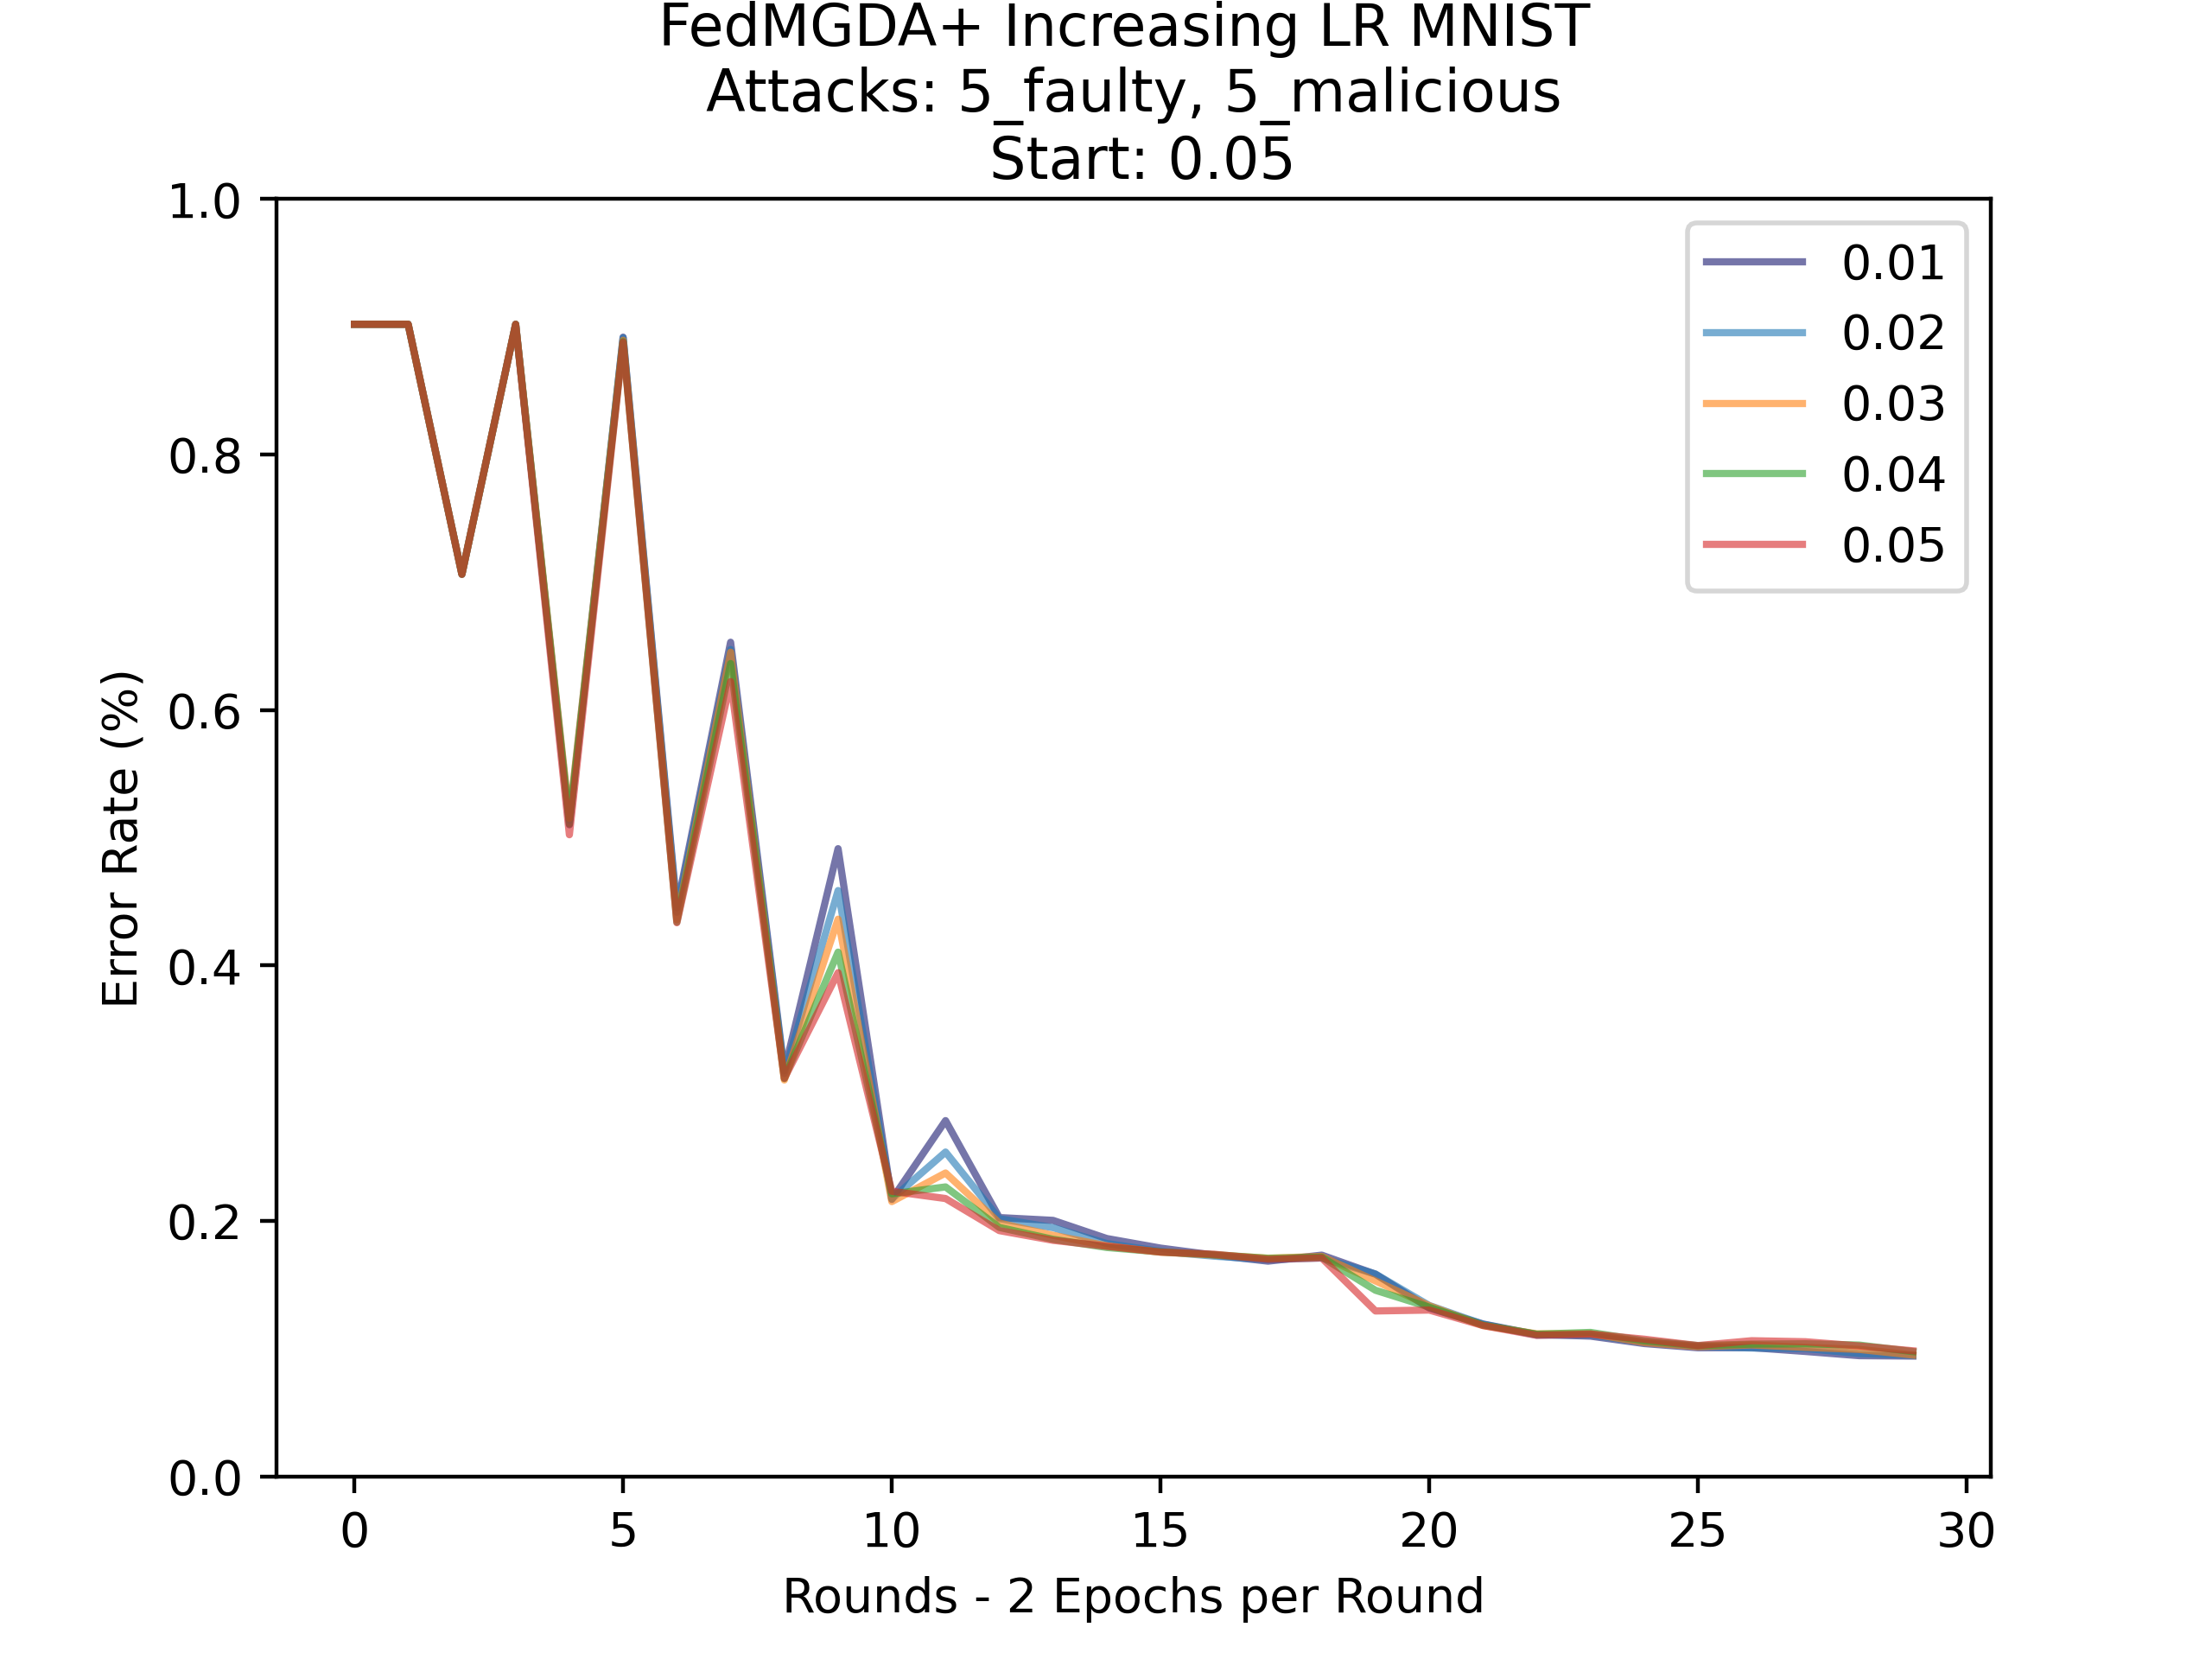 FedMGDA+ Increasing LR MNIST
Attacks: 5_faulty, 5_malicious
Start: 0.05
1.0
0.8
0.6
0.4
0.2
0.0
Error Rate (%)
0.01
0.02
0.03
0.04
0.05
0 5 10 15 20 25 30
Rounds - 2 Epochs per Round